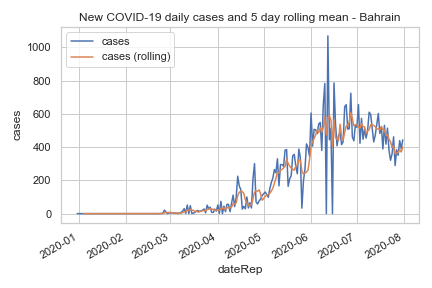 New COVID-19 daily cases and 5 day rolling mean - Bahrain
cases
cases (rolling)
1000
800
600
400
200
0
cases
2020-01
2020-02
2020-03
2020-04
2020-05
2020-06
2020-07
2020-08
dateRep